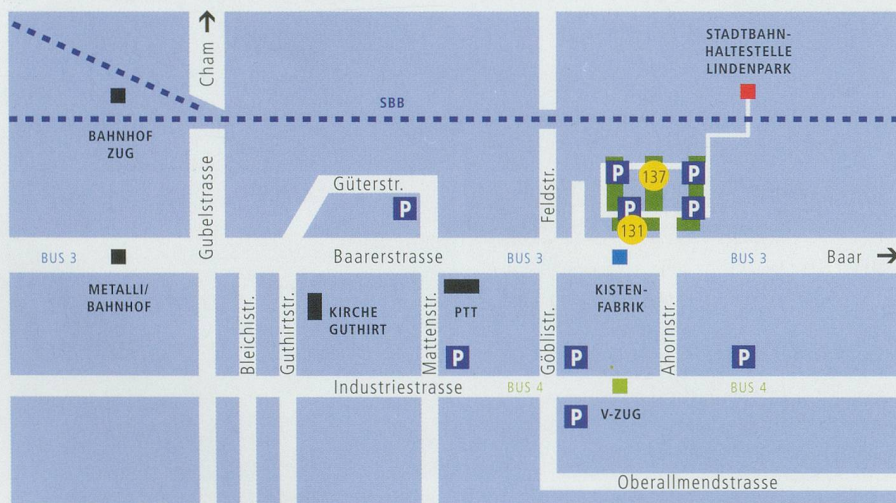 Cham
STADTBAHN-
HALTESTELLE
LINDENPARK
SBB
BAHNHOF
ZUG
Gubelstrasse
Güterstr.
P
Feldstr.
P
137
P
P
131
P
BUS 3
Baarerstrasse
BUS 3
BUS 3
Baar
METALLI/
BAHNHOF
KIRCHE
GUTHIRT
PTT
KISTEN-
FABRIK
Bleichistr.
Guthirtstr.
Mattenstr.
Göblistr.
Ahornstr.
P
P
P
Industriestrasse
BUS 4
BUS 4
P
V-ZUG
Oberallmendstrasse